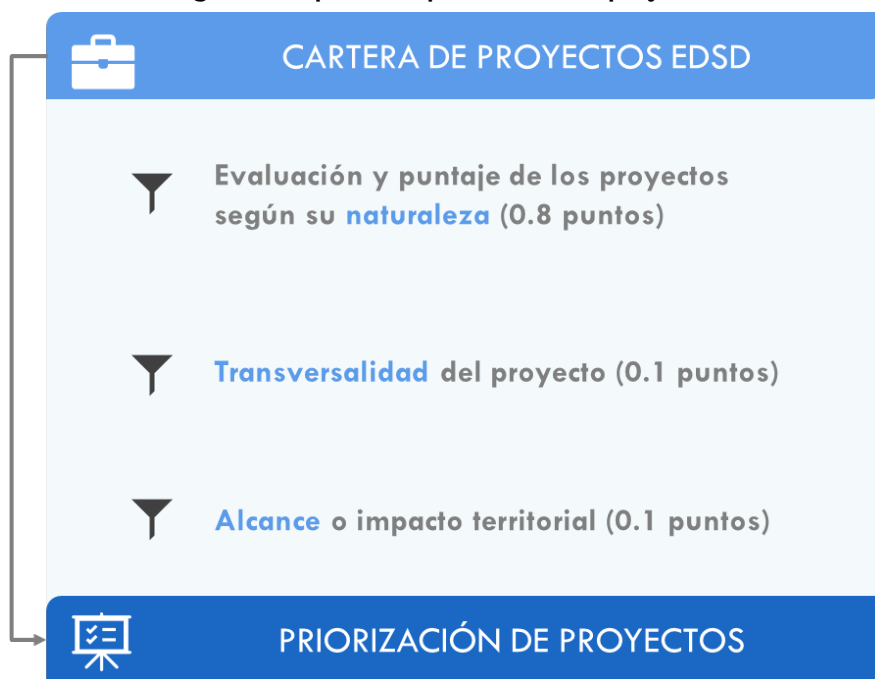 CARTERA DE PROYECTOS EDSD
Evaluación y puntaje de los proyectos
según su naturaleza (0.8 puntos)
Transversalidad del proyecto (0.1 puntos)
Alcance o impacto territorial (0.1 puntos)
PRIORIZACIÓN DE PROYECTOS